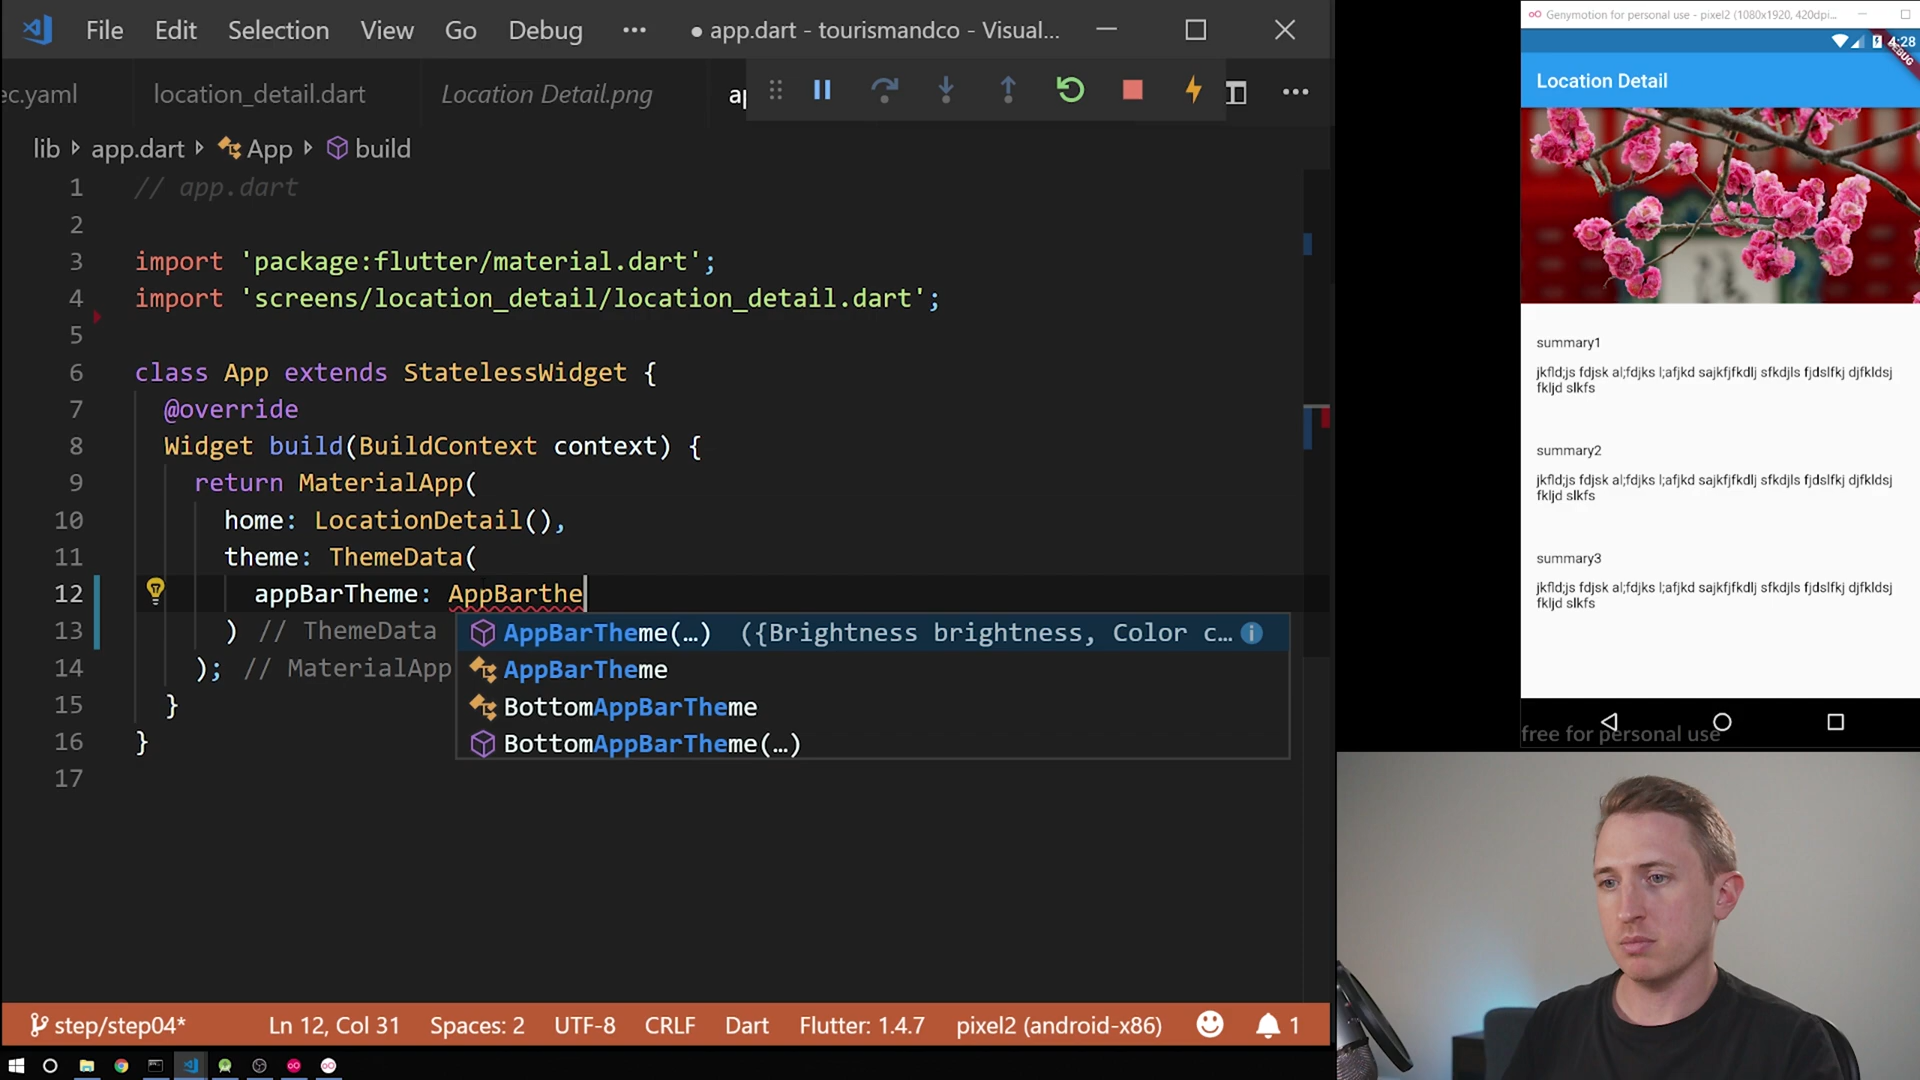 File Edit Selection View Go Debug ••• ● app.dart - tourismandco - Visual...
ec.yaml location_detail.dart Location Detail.png
lib app.dart App build
1 // app.dart
2
3 import 'package:flutter/material.dart';
4 import 'screens/location_detail/location_detail.dart';
5
6 class App extends StatelessWidget {
7 @override
8 Widget build(BuildContext context) {
9 return MaterialApp(
10 home: LocationDetail(),
11 theme: ThemeData(
12 appBarTheme: AppBarthe
13 ) // ThemeData
14 ); // MaterialApp
15 }
16 }
17
AppBarTheme(…) ({Brightness brightness, Color c…
AppBarTheme
BottomAppBarTheme
BottomAppBarTheme(…)
step/step04* Ln 12, Col 31 Spaces: 2 UTF-8 CRLF Dart Flutter: 1.4.7 pixel2 (android-x86) 1
Genymotion for personal use - pixel2 (1080x1920, 420dpi...
4:28
DEBUG
Location Detail
summary1
jkfld;js fdjsk al;fdjks l;afjkd sajkfjfkdlj sfkdjls fjdslfkj djfkldsj
fkljd slkfs
summary2
jkfld;js fdjsk al;fdjks l;afjkd sajkfjfkdlj sfkdjls fjdslfkj djfkldsj
fkljd slkfs
summary3
jkfld;js fdjsk al;fdjks l;afjkd sajkfjfkdlj sfkdjls fjdslfkj djfkldsj
fkljd slkfs
free for personal use